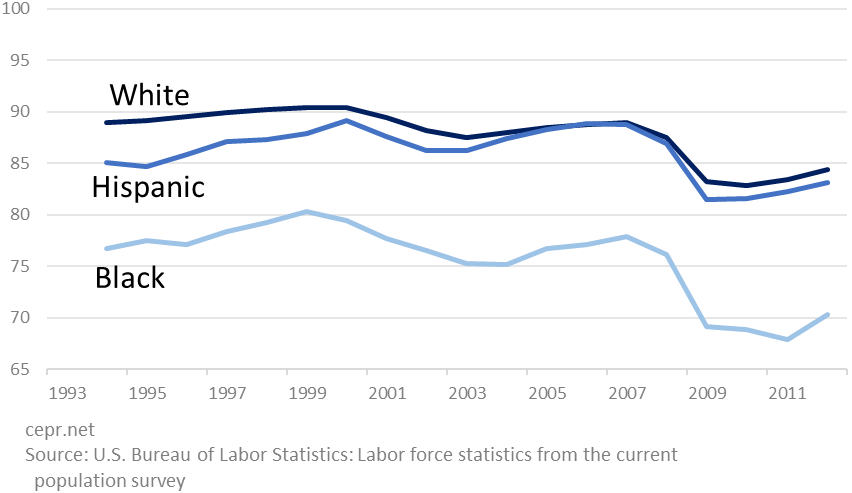 100
95
White
90
85
Hispanic
80
Black
75
70
65
1993 1995 1997 1999 2001 2003 2005 2007 2009 2011
cepr.net
Source: U.S. Bureau of Labor Statistics: Labor force statistics from the current
population survey